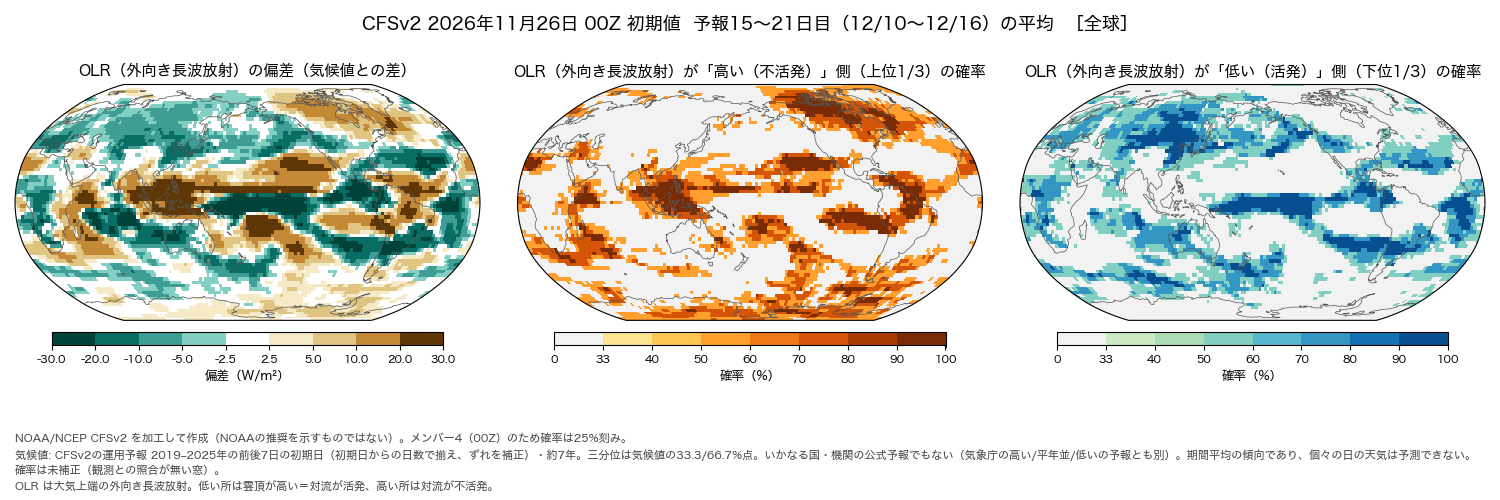 CFSv2 2026年11月26日 00Z 初期値 予報15～21日目（12/10～12/16）の平均 ［全球］
OLR（外向き長波放射）の偏差（気候値との差）
OLR（外向き長波放射）が「高い（不活発）」側（上位1/3）の確率
OLR（外向き長波放射）が「低い（活発）」側（下位1/3）の確率
-30.0 -20.0 -10.0 -5.0 -2.5 2.5 5.0 10.0 20.0 30.0
偏差（W/m²）
0 33 40 50 60 70 80 90 100
確率（%）
0 33 40 50 60 70 80 90 100
確率（%）
NOAA/NCEP CFSv2 を加工して作成（NOAAの推奨を示すものではない）。メンバー4（00Z）のため確率は25%刻み。
気候値: CFSv2の運用予報 2019–2025年の前後7日の初期日（初期日からの日数で揃え、ずれを補正）・約7年。三分位は気候値の33.3/66.7%点。いかなる国・機関の公式予報でもない（気象庁の高い/平年並/低いの予報とも別）。期間平均の傾向であり、個々の日の天気は予測できない。
確率は未補正（観測との照合が無い窓）。
OLR は大気上端の外向き長波放射。低い所は雲頂が高い＝対流が活発、高い所は対流が不活発。